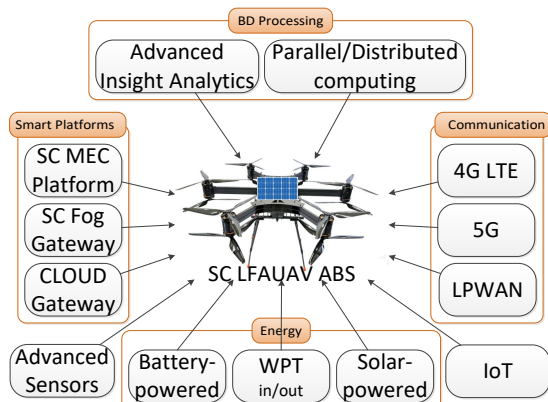 BD Processing
Advanced
Insight Analytics
Parallel/Distributed
computing
Smart Platforms
SC MEC
Platform
SC Fog
Gateway
CLOUD
Gateway
Communication
4G LTE
5G
LPWAN
SC LFAUAV ABS
Advanced
Sensors
Energy
Battery-
powered
WPT
in/out
Solar-
powered
IoT